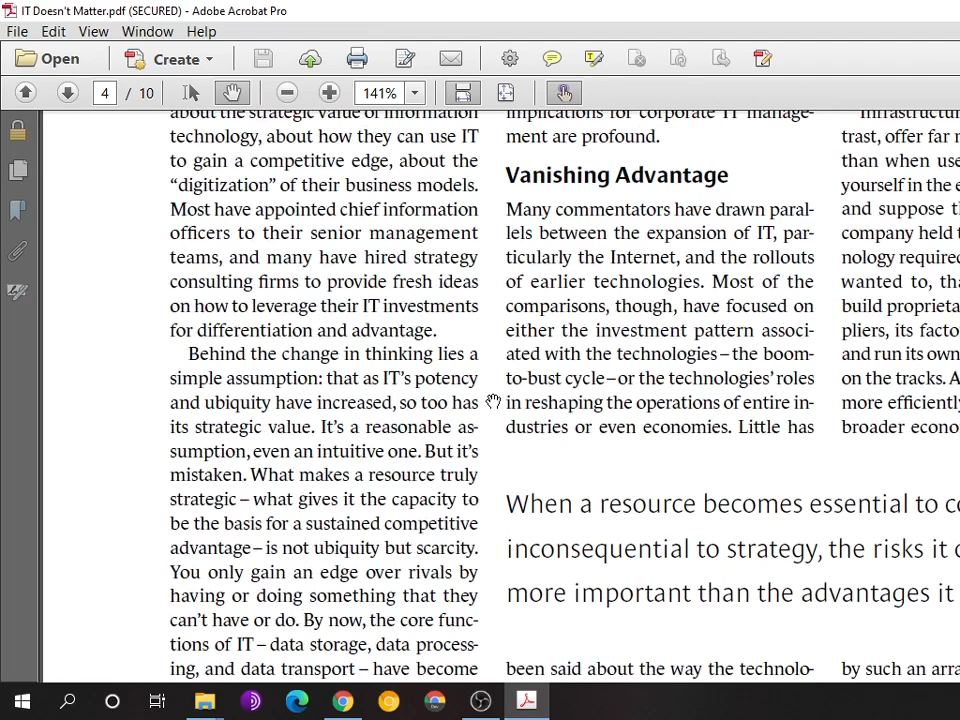 IT Doesn't Matter.pdf (SECURED) - Adobe Acrobat Pro
File Edit View Window Help
Open Create
4 / 10 141%
about the strategic value of information
technology, about how they can use IT
to gain a competitive edge, about the
“digitization” of their business models.
Most have appointed chief information
officers to their senior management
teams, and many have hired strategy
consulting firms to provide fresh ideas
on how to leverage their IT investments
for differentiation and advantage.
Behind the change in thinking lies a
simple assumption: that as IT’s potency
and ubiquity have increased, so too has
its strategic value. It’s a reasonable as-
sumption, even an intuitive one. But it’s
mistaken. What makes a resource truly
strategic – what gives it the capacity to
be the basis for a sustained competitive
advantage – is not ubiquity but scarcity.
You only gain an edge over rivals by
having or doing something that they
can’t have or do. By now, the core func-
tions of IT – data storage, data process-
ing, and data transport – have become
implications for corporate IT manage-
ment are profound.
Vanishing Advantage
Many commentators have drawn paral-
lels between the expansion of IT, par-
ticularly the Internet, and the rollouts
of earlier technologies. Most of the
comparisons, though, have focused on
either the investment pattern associ-
ated with the technologies – the boom-
to-bust cycle – or the technologies’ roles
in reshaping the operations of entire in-
dustries or even economies. Little has
When a resource becomes essential to co
inconsequential to strategy, the risks it c
more important than the advantages it
been said about the way the technolo-
Infrastructur
trast, offer far m
than when use
yourself in the e
and suppose th
company held t
nology required
wanted to, tha
build proprieta
pliers, its facto
and run its own
on the tracks. A
more efficiently
broader econo
by such an arra